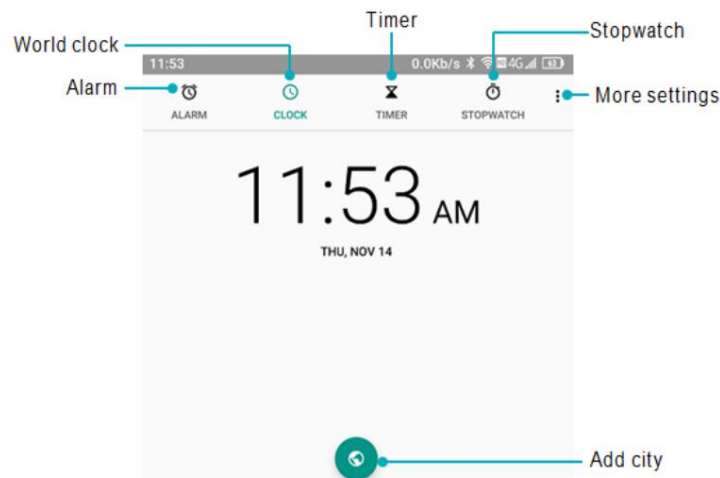 Timer
World clock
Stopwatch
11:53 0.0Kb/s 4G 63
Alarm
More settings
ALARM CLOCK TIMER STOPWATCH
11:53 AM
THU, NOV 14
Add city